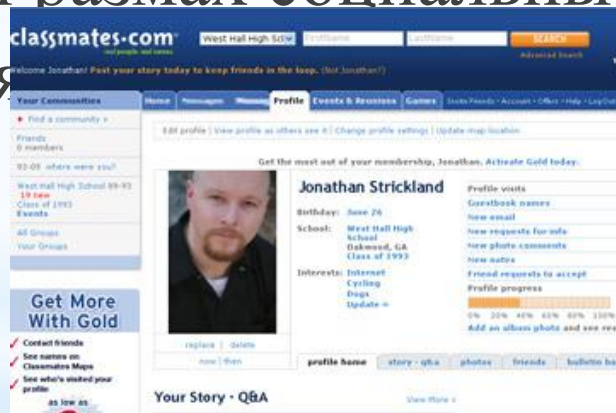 размах социальны
я
classmates.com
West Hall High Sch
FirstName
LastName
SEARCH
Advanced Search
Welcome Jonathan! Post your story today to keep friends in the loop. (Not Jonathan?)
Your Communities
Home
Profile
Events & Reunions
Games
Invite Friends • Account • Offers • Help • Log Out
Find a community »
Edit profile | View profile as others see it | Change profile settings | Update map location
Friends
0 members
93-09 where were you?
West Hall High School 89-93
19 new
Class of 1993
Events
All Groups
Your Groups
Get the most out of your membership, Jonathan. Activate Gold today.
Jonathan Strickland
Birthday: June 26
School: West Hall High School
Oakwood, GA
Class of 1993
Interests: Internet
Cycling
Dogs
Update »
Profile visits
Guestbook names
New email
New requests for info
New photo comments
New notes
Friend requests to accept
Profile progress
0% 20% 40% 60% 80% 100%
Add an album photo and see
replace | delete
now | then
profile home
story - q&a
photos
friends
bulletin
Get More
With Gold
Contact friends
See names on
Classmates Maps
See who's visited your
profile
as low as
Your Story - Q&A
View More »